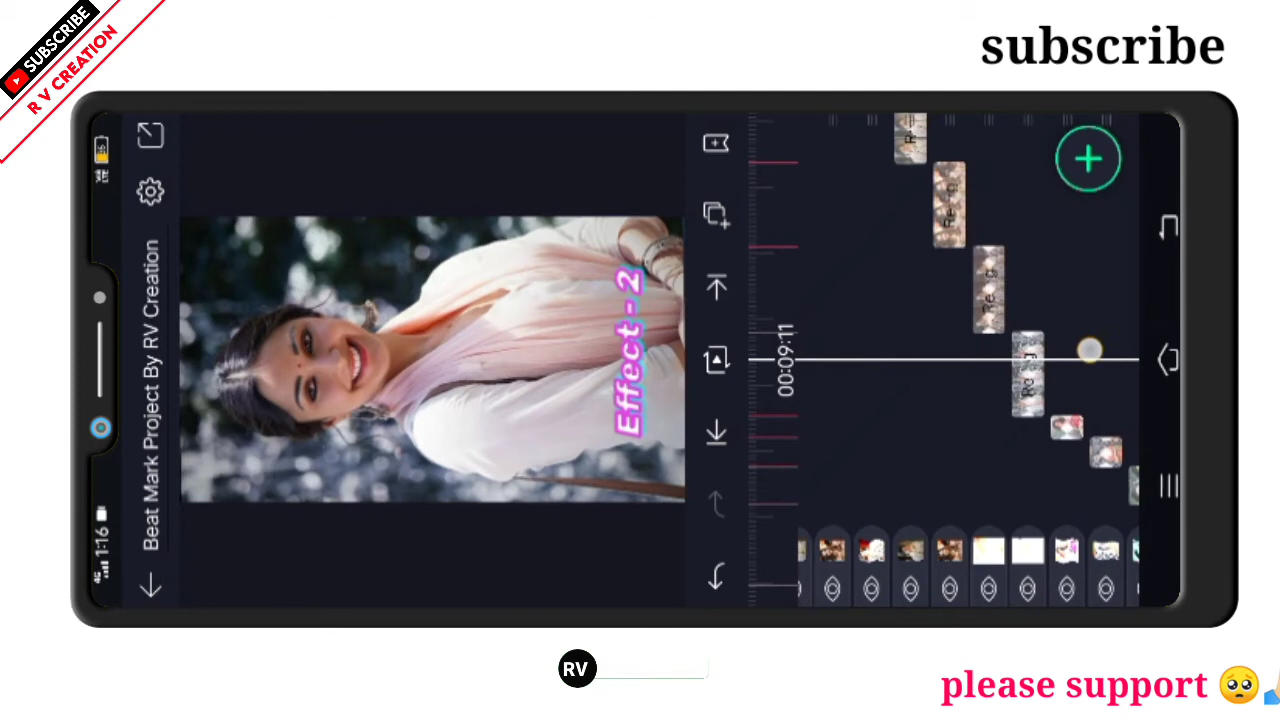 SUBSCRIBE
R V CREATION
subscribe
4G 1:16
Beat Mark Project By RV Creation
Effect - 2
00:09:11
RV
please support 🥺